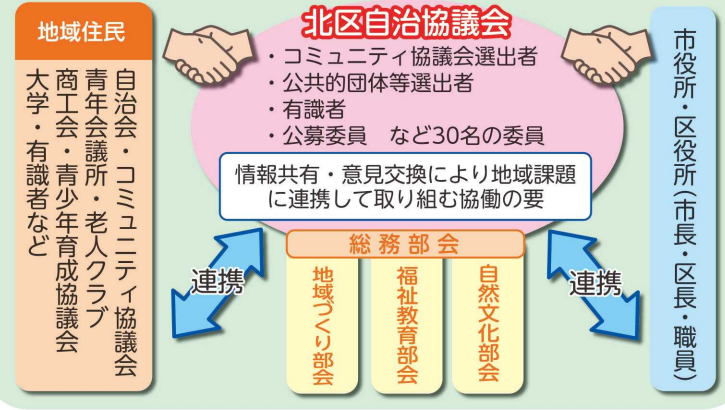 地域住民
自治会・コミュニティ協議会
青年会議所・老人クラブ
商工会・青少年育成協議会
大学・有識者など
北区自治協議会
・コミュニティ協議会選出者
・公共的団体等選出者
・有識者
・公募委員　など30名の委員
情報共有・意見交換により地域課題
に連携して取り組む協働の要
総務部会
地域づくり部会
福祉教育部会
自然文化部会
連携
連携
市役所・区役所(市長・区長・職員)